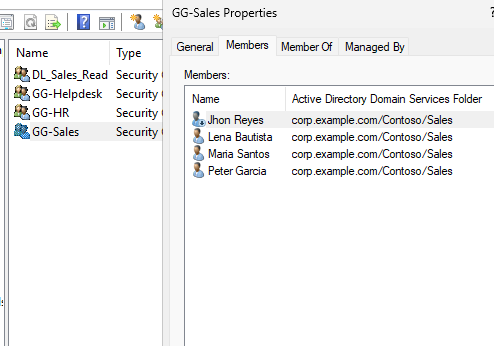 GG-Sales Properties
?
Name Type
DL_Sales_Read Security
GG-Helpdesk Security
GG-HR Security
GG-Sales Security
General Members Member Of Managed By
Members:
Name Active Directory Domain Services Folder
Jhon Reyes corp.example.com/Contoso/Sales
Lena Bautista corp.example.com/Contoso/Sales
Maria Santos corp.example.com/Contoso/Sales
Peter Garcia corp.example.com/Contoso/Sales